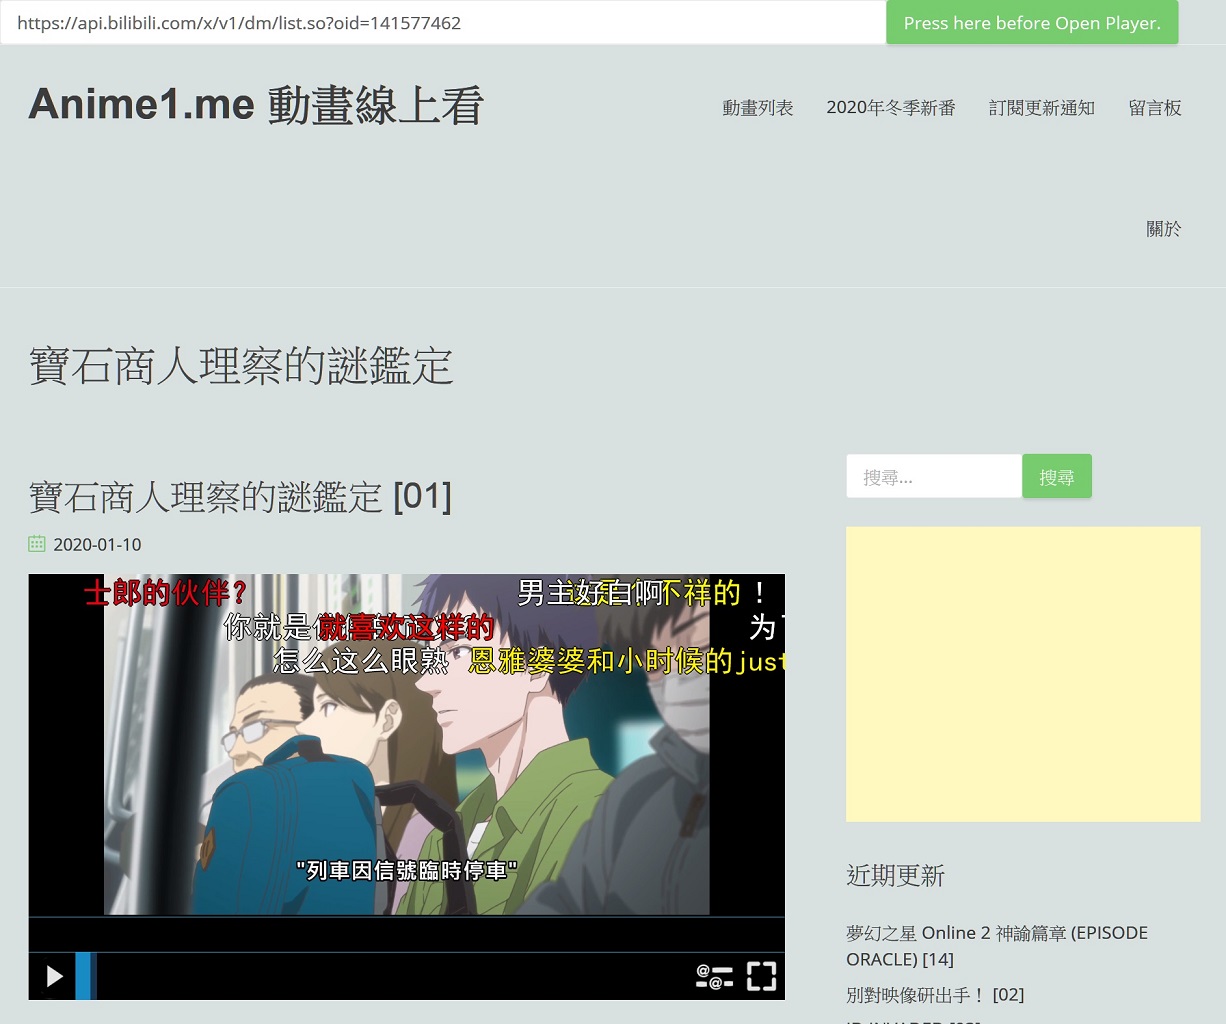 https://api.bilibili.com/x/v1/dm/list.so?oid=141577462
Press here before Open Player.
Anime1.me 動畫線上看
動畫列表
2020年冬季新番
訂閱更新通知
留言板
關於
寶石商人理察的謎鑑定
寶石商人理察的謎鑑定 [01]
2020-01-10
士郎的伙伴?
男主好白啊
不祥的！
你就是
就喜欢这样的
为
怎么这么眼熟
恩雅婆婆和小时候的just
"列車因信號臨時停車"
搜尋...
搜尋
近期更新
夢幻之星 Online 2 神諭篇章 (EPISODE
ORACLE) [14]
別對映像研出手！ [02]